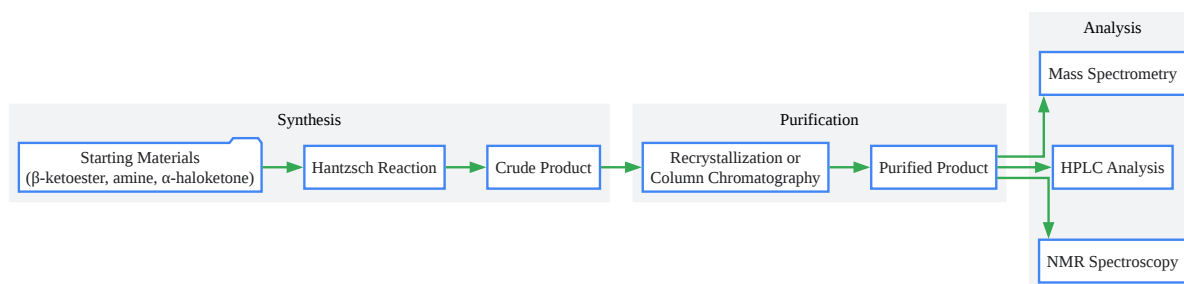 Synthesis
Starting Materials
(β-ketoester, amine, α-haloketone)
Hantzsch Reaction
Crude Product
Purification
Recrystallization or
Column Chromatography
Purified Product
Analysis
Mass Spectrometry
HPLC Analysis
NMR Spectroscopy